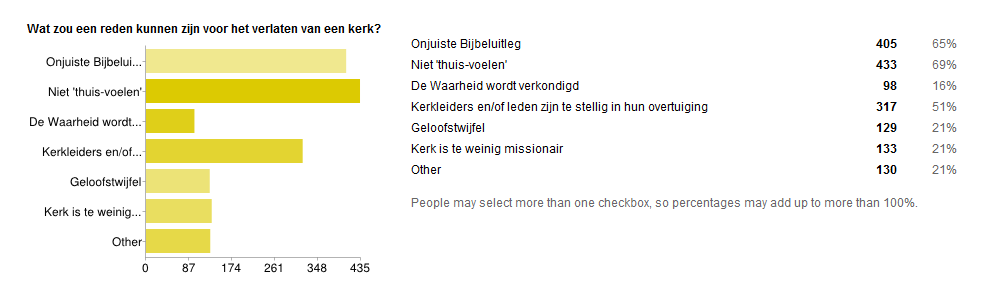 Wat zou een reden kunnen zijn voor het verlaten van een kerk?
Onjuiste Bijbelui...
Niet 'thuis-voelen'
De Waarheid wordt...
Kerkleiders en/of...
Geloofstwijfel
Kerk is te weinig...
Other
0 87 174 261 348 435
Onjuiste Bijbeluitleg 405 65%
Niet 'thuis-voelen' 433 69%
De Waarheid wordt verkondigd 98 16%
Kerkleiders en/of leden zijn te stellig in hun overtuiging 317 51%
Geloofstwijfel 129 21%
Kerk is te weinig missionair 133 21%
Other 130 21%
People may select more than one checkbox, so percentages may add up to more than 100%.